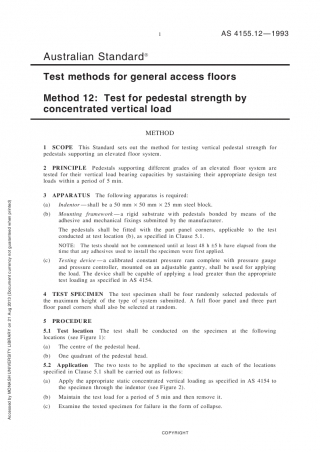 1
AS 4155.12—1993
Australian Standard®
Test methods for general access floors
Method 12: Test for pedestal strength by
concentrated vertical load
METHOD
1 SCOPE This Standard sets out the method for testing vertical pedestal strength for
pedestals supporting an elevated floor system.
2 PRINCIPLE Pedestals supporting different grades of an elevated floor system are
tested for their vertical load bearing capacities by sustaining their appropriate design test
loads within a period of 5 min.
3 APPARATUS The following apparatus is required:
(a) Indentor—shall be a 50 mm × 50 mm × 25 mm steel block.
(b) Mounting framework—a rigid substrate with pedestals bonded by means of the
adhesive and mechanical fixings submitted by the manufacturer.
The pedestals shall be fitted with the part panel corners, applicable to the test
conducted at test location (b), as specified in Clause 5.1.
NOTE: The tests should not be commenced until at least 48 h ±5 h have elapsed from the
time that any adhesives used to install the specimen were first applied.
(c) Testing device—a calibrated constant pressure ram complete with pressure gauge
and pressure controller, mounted on an adjustable gantry, shall be used for applying
the load. The device shall be capable of applying a load greater than the appropriate
test loading as specified in AS 4154.
4 TEST SPECIMEN The test specimen shall be four randomly selected pedestals of
the maximum height of the type of system submitted. A full floor panel and three part
floor panel corners shall also be selected at random.
5 PROCEDURE
5.1 Test location The test shall be conducted on the specimen at the following
locations (see Figure 1):
(a) The centre of the pedestal head.
(b) One quadrant of the pedestal head.
5.2 Application The two tests to be applied to the specimen at each of the locations
specified in Clause 5.1 shall be carried out as follows:
(a) Apply the appropriate static concentrated vertical loading as specified in AS 4154 to
the specimen through the indentor (see Figure 2).
(b) Maintain the test load for a period of 5 min and then remove it.
(c) Examine the tested specimen for failure in the form of collapse.
COPYRIGHT
Accessed by MONASH UNIVERSITY LIBRARY on 21 Aug 2013 (Document currency not guaranteed when printed)